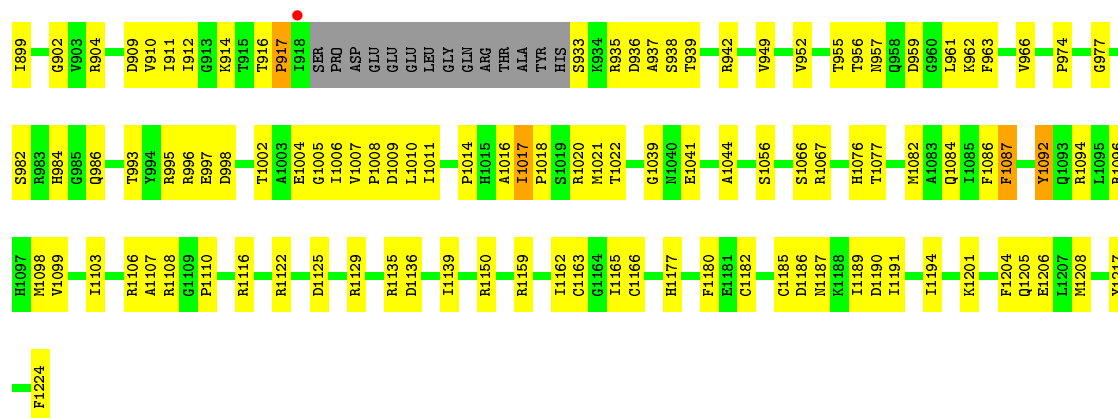 I899 G902 V903 R904 D909 V910 I911 I912 G913 K914 T915 T916 P917 I918 SER PRO ASP GLU GLU GLU LEU GLY GLN ARG THR ALA TYR HIS S933 K934 R935 D936 A937 S938 T939 R942 V949 V952 T955 T956 N957 Q958 D959 G960 L961 K962 F963 V966 P974 G977
S982 R983 H984 G985 Q986 T993 Y994 R995 R996 E997 D998 T1002 A1003 E1004 G1005 I1006 V1007 P1008 D1009 L1010 I1011 P1014 H1015 A1016 I1017 P1018 S1019 R1020 M1021 T1022 G1039 N1040 E1041 A1044 S1056 S1066 R1067 H1076 T1077 M1082 A1083 Q1084 I1085 F1086 F1087 Y1092 Q1093 R1094 L1095
H1097 M1098 V1099 I1103 R1106 A1107 R1108 G1109 P1110 R1116 R1122 D1125 R1129 R1135 D1136 I1139 R1150 R1159 I1162 C1163 G1164 I1165 C1166 H1177 F1180 E1181 C1182 C1185 D1186 N1187 K1188 I1189 D1190 I1191 I1194 K1201 F1204 Q1205 E1206 L1207 M1208
F1224